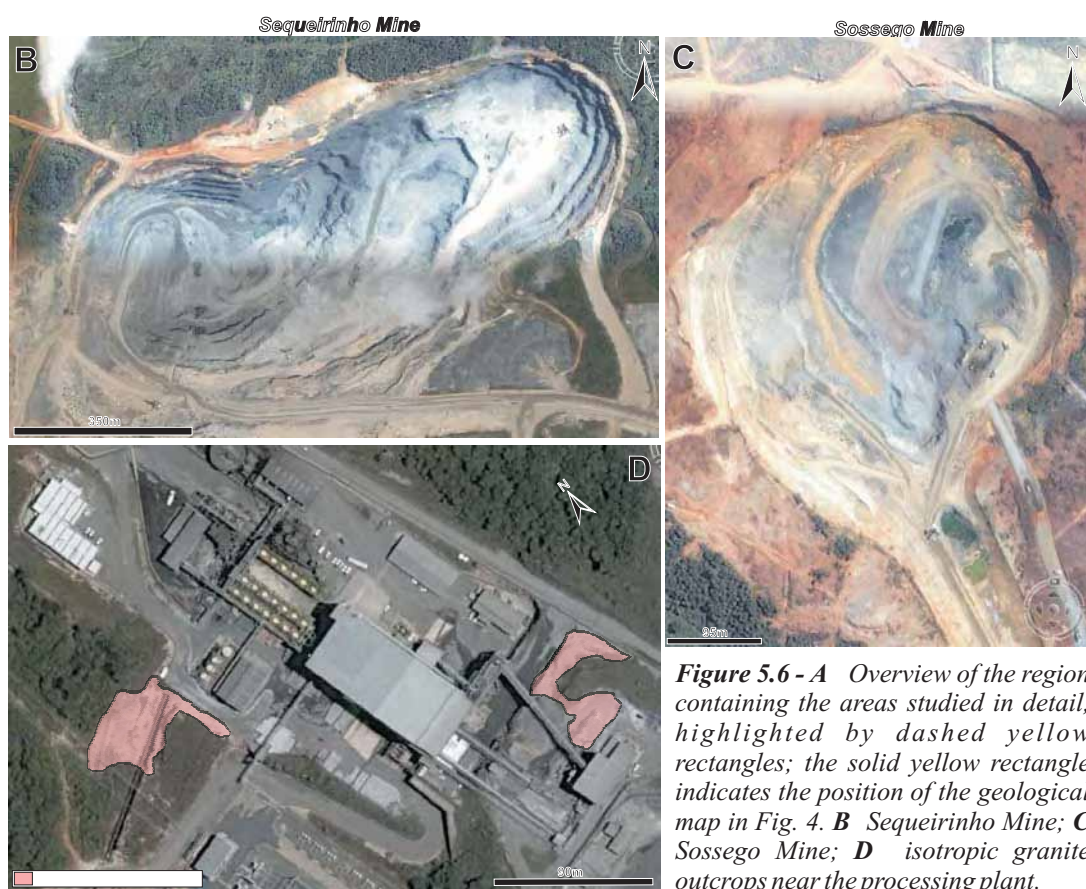 Sequeirinho Mine
Sossego Mine
B
N
C
N
350m
D
N
95m
90m
Figure 5.6 - A Overview of the region
containing the areas studied in detail,
highlighted by dashed yellow
rectangles; the solid yellow rectangle
indicates the position of the geological
map in Fig. 4. B Sequeirinho Mine; C
Sossego Mine; D isotropic granite
outcrops near the processing plant.